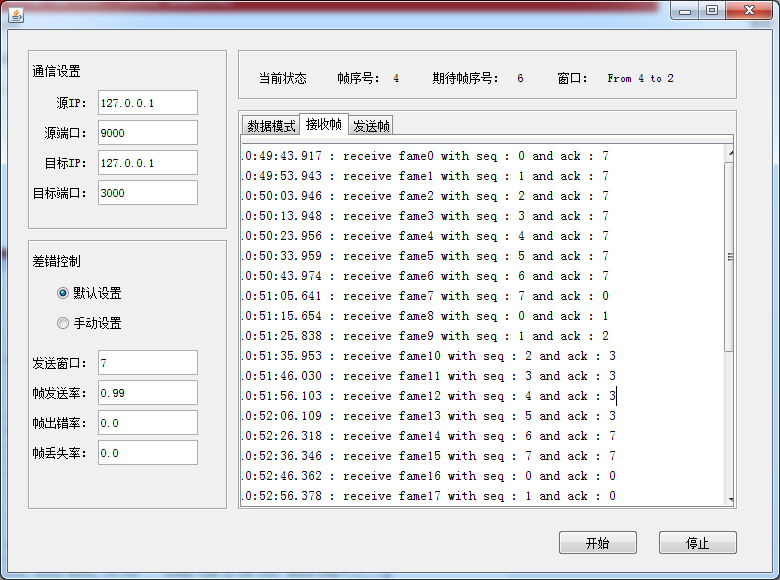 通信设置
源IP: 127.0.0.1
源端口: 9000
目标IP: 127.0.0.1
目标端口: 3000
差错控制
默认设置
手动设置
发送窗口: 7
帧发送率: 0.99
帧出错率: 0.0
帧丢失率: 0.0
当前状态 帧序号: 4 期待帧序号: 6 窗口: From 4 to 2
数据模式 接收帧 发送帧
0:49:43.917 : receive fame0 with seq : 0 and ack : 7
0:49:53.943 : receive fame1 with seq : 1 and ack : 7
0:50:03.946 : receive fame2 with seq : 2 and ack : 7
0:50:13.948 : receive fame3 with seq : 3 and ack : 7
0:50:23.956 : receive fame4 with seq : 4 and ack : 7
0:50:33.959 : receive fame5 with seq : 5 and ack : 7
0:50:43.974 : receive fame6 with seq : 6 and ack : 7
0:51:05.641 : receive fame7 with seq : 7 and ack : 0
0:51:15.654 : receive fame8 with seq : 0 and ack : 1
0:51:25.838 : receive fame9 with seq : 1 and ack : 2
0:51:35.953 : receive fame10 with seq : 2 and ack : 3
0:51:46.030 : receive fame11 with seq : 3 and ack : 3
0:51:56.103 : receive fame12 with seq : 4 and ack : 3
0:52:06.109 : receive fame13 with seq : 5 and ack : 3
0:52:26.318 : receive fame14 with seq : 6 and ack : 7
0:52:36.346 : receive fame15 with seq : 7 and ack : 7
0:52:46.362 : receive fame16 with seq : 0 and ack : 0
0:52:56.378 : receive fame17 with seq : 1 and ack : 0
开始 停止